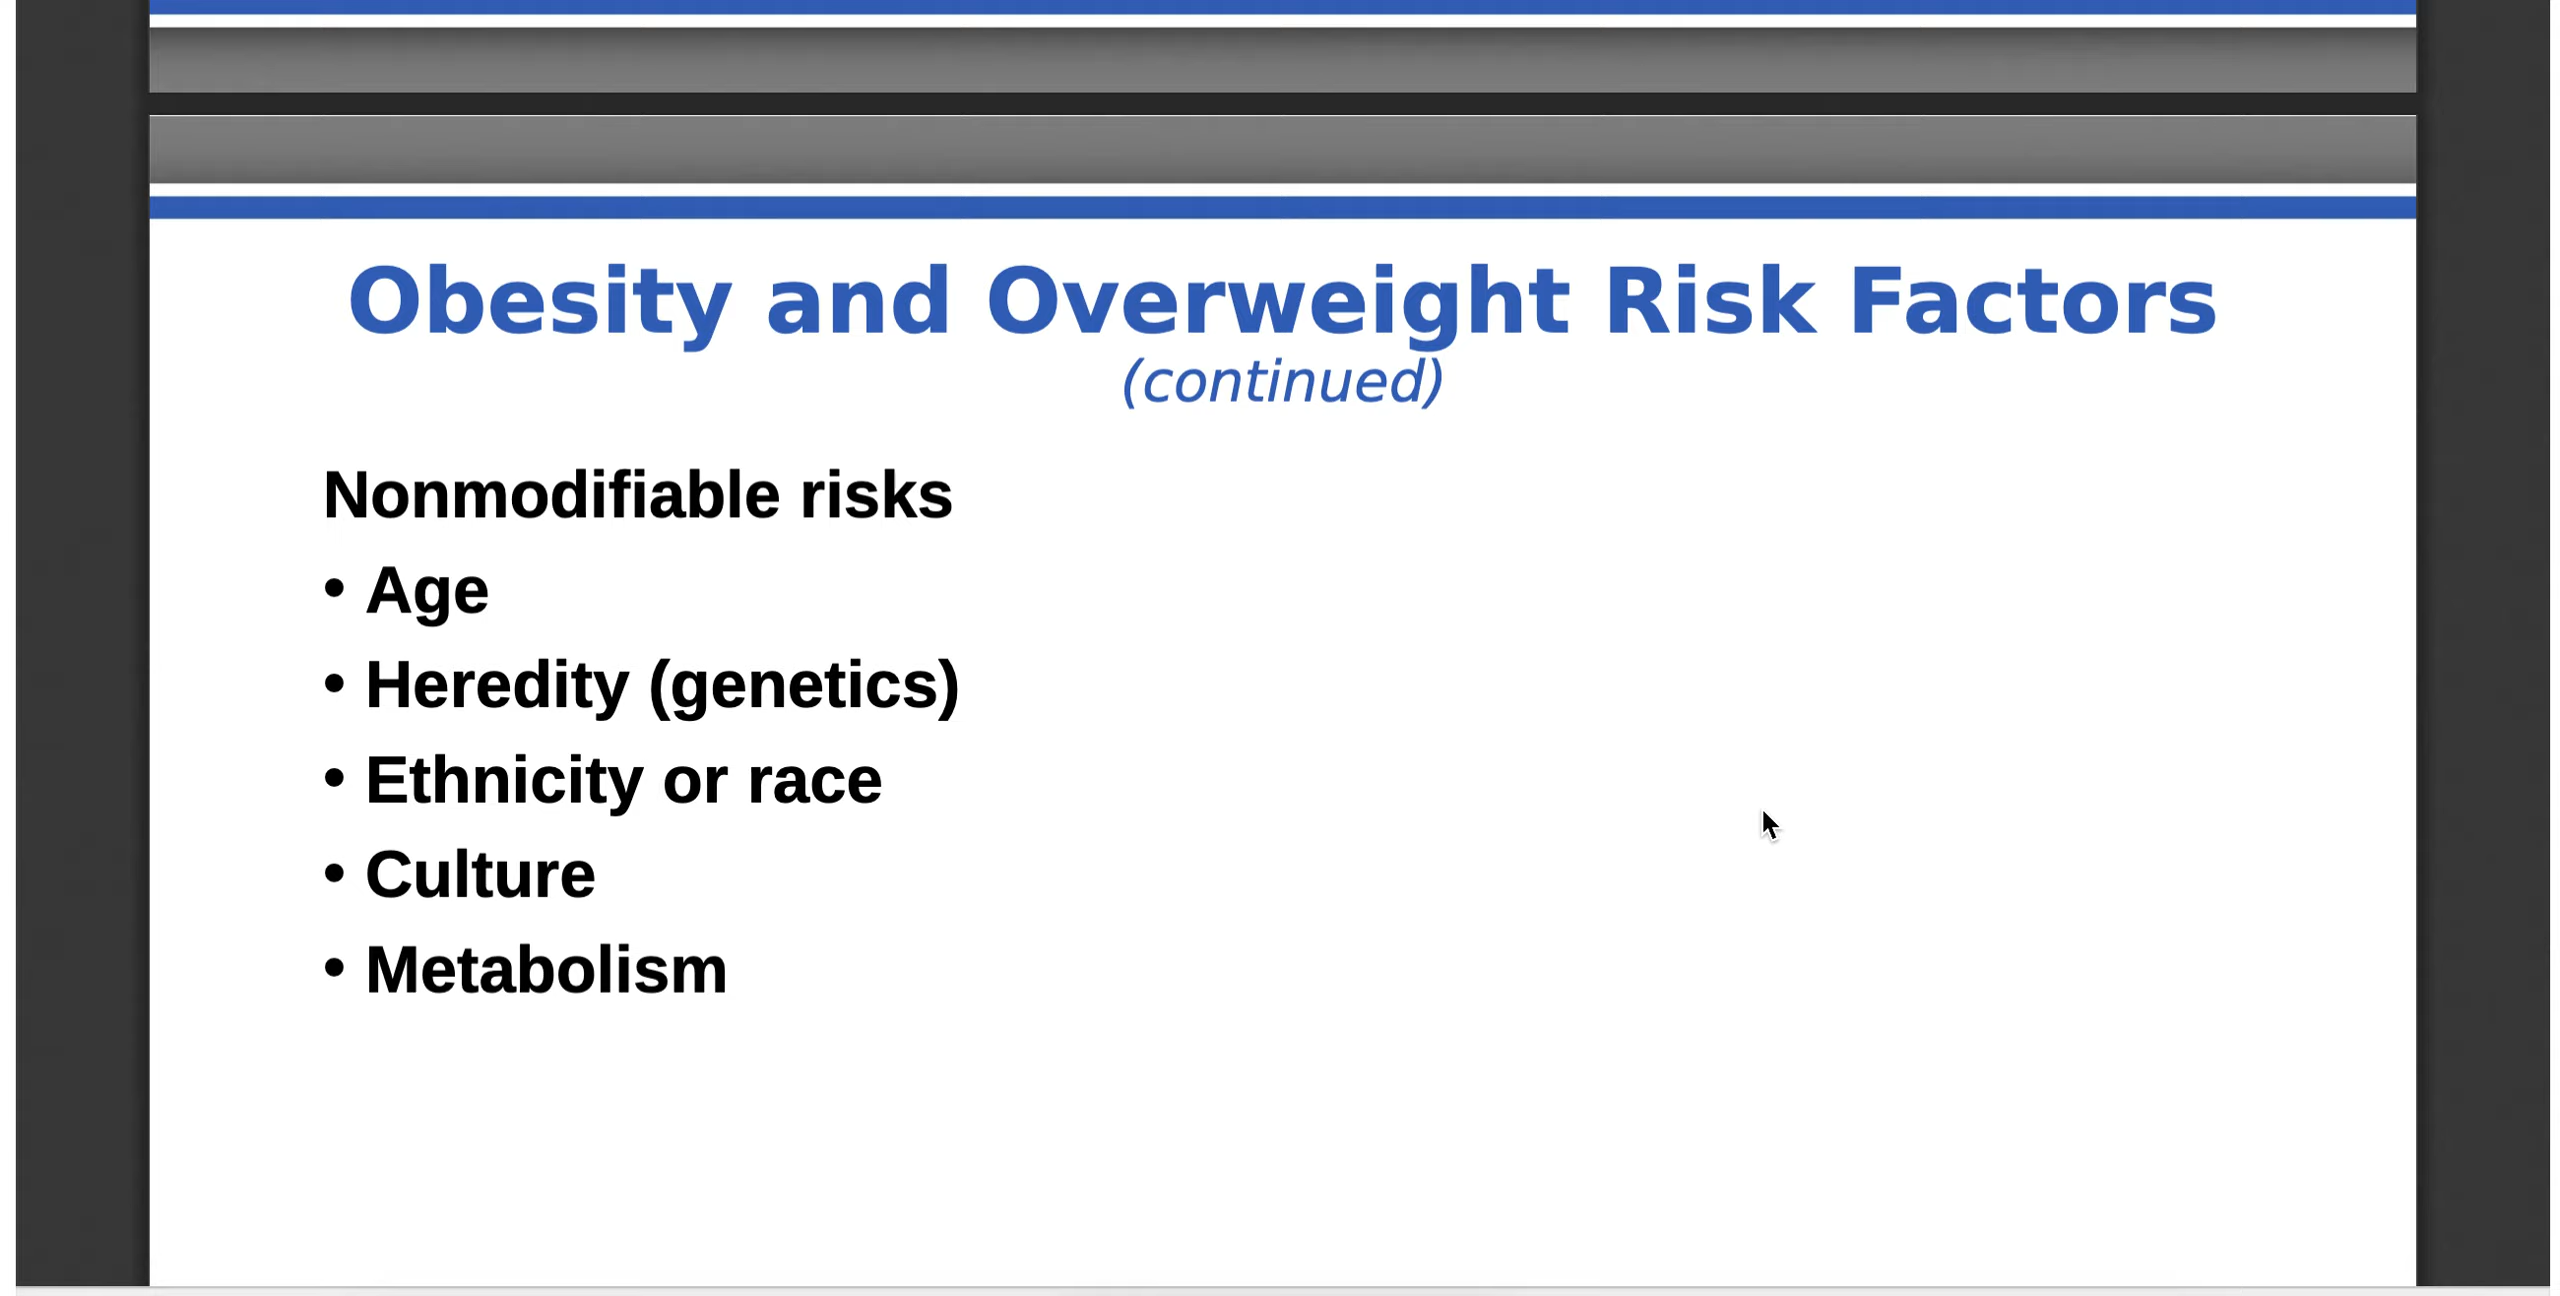 Obesity and Overweight Risk Factors
(continued)
Nonmodifiable risks
• Age
• Heredity (genetics)
• Ethnicity or race
• Culture
• Metabolism